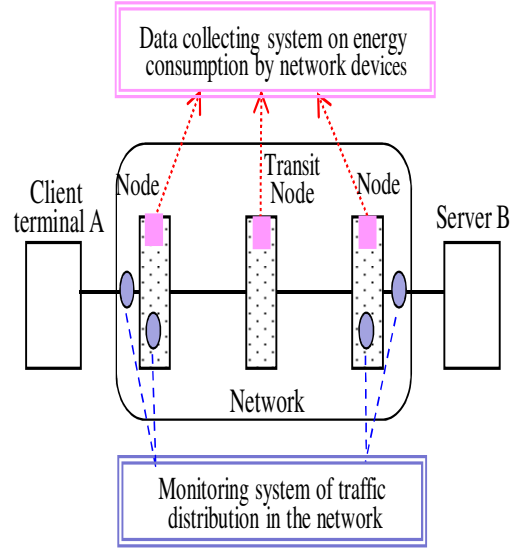 Data collecting system on energy
consumption by network devices
Transit
Node
Node
Node
Client
terminal A
Server B
Network
Monitoring system of traffic
distribution in the network